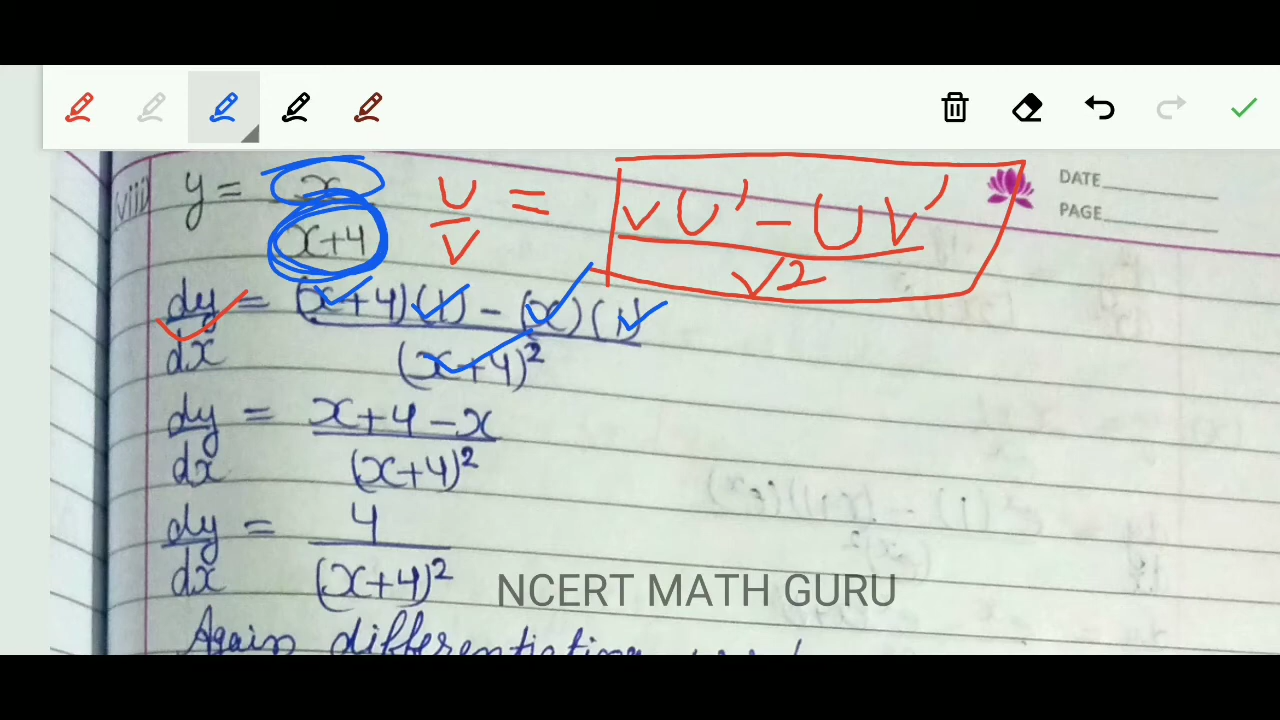 viii) y = x / x+4
U / V = VU' - UV' / V2
DATE
PAGE
dy/dx = (x+4)(1) - (x)(1) / (x+4)²
dy/dx = x+4-x / (x+4)²
dy/dx = 4 / (x+4)²
NCERT MATH GURU
Again differentiating